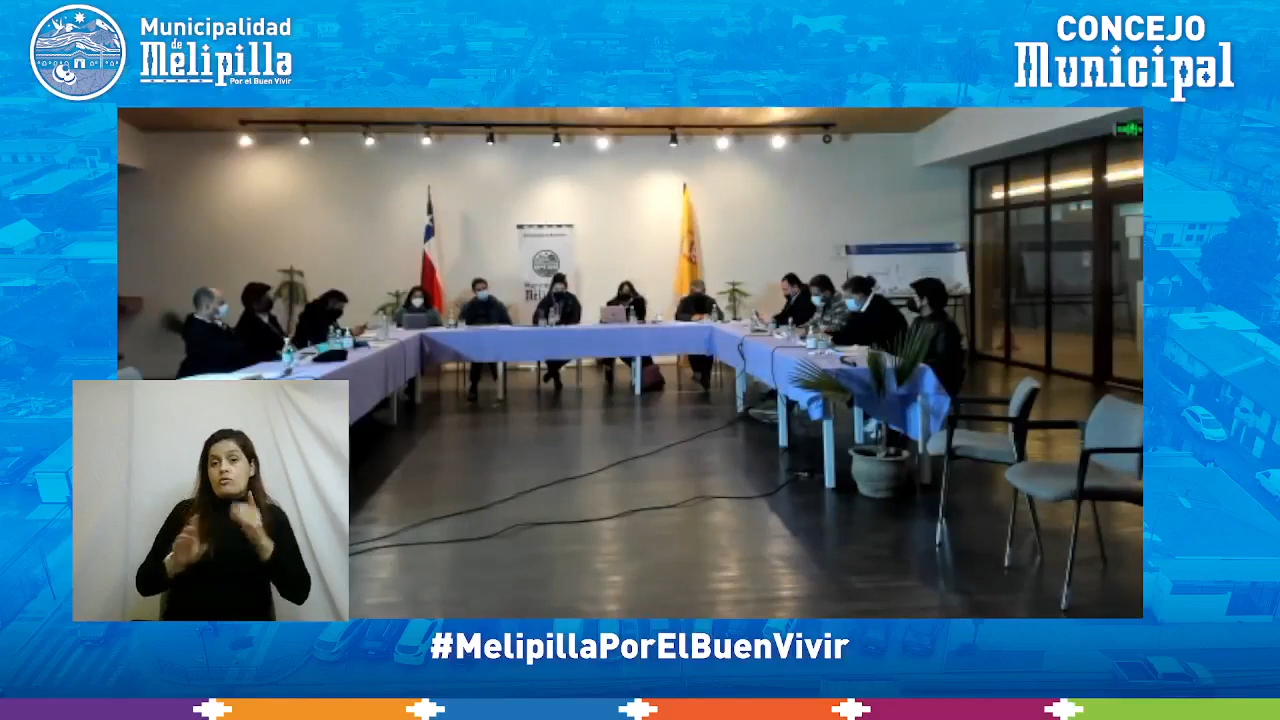 Municipalidad
de
Melipilla
Por el Buen Vivir
CONCEJO
Municipal
#MelipillaPorElBuenVivir